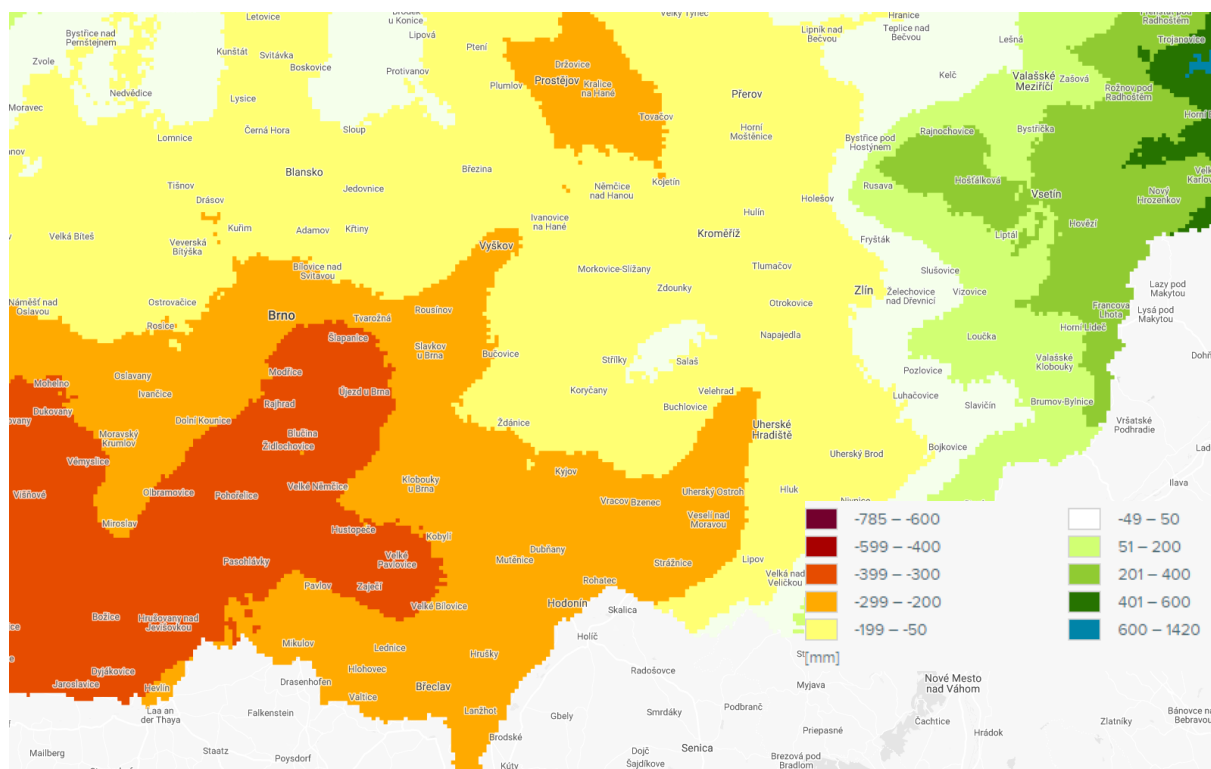 Letovice
Brodek
u Konice
Velký Týnec
Hranice
Frenštát pod
Radhoštěm
Bystřice nad
Pernštejnem
Lipová
Lipník nad
Bečvou
Teplice nad
Bečvou
Lešná
Trojanovice
Kunštát
Svitávka
Ptení
Zvole
Boskovice
Protivanov
Držovice
Kelč
Valašské
Meziříčí
Zašová
Prostějov
Kralice
na Hané
Plumlov
Nedvědice
Lysice
Přerov
Rožnov pod
Radhoštěm
Moravec
Tovačov
Horní
Černá Hora
Sloup
Horní
Moštěnice
Rajnochovice
Bystřička
Lomnice
Bystřice pod
Hostýnem
Blansko
Březina
Velk
Karlov
Tišnov
Jedovnice
Němčice
nad Hanou
Kojetín
Rusava
Hošťálková
Vsetín
Nový
Hrozenkov
Drásov
Holešov
Ivanovice
na Hané
Hulín
Hovězí
Velká Bíteš
Kuřim
Adamov
Křtiny
Kroměříž
Liptál
Veverská
Bítýška
Vyškov
Fryšták
Bílovice nad
Svitavou
Morkovice-Slížany
Tlumačov
Slušovice
Zdounky
Zlín
Želechovice
nad Dřevnicí
Vizovice
Lazy pod
Makytou
Náměšť nad
Oslavou
Ostrovačice
Otrokovice
Francova
Lhota
Brno
Tvarožná
Rousínov
Lysá pod
Makytou
Rosice
Horní Lideč
Šlapanice
Napajedla
Loučka
Slavkov
u Brna
Bučovice
Střílky
Salaš
Valašské
Klobouky
Modřice
Pozlovice
Mohelno
Oslavany
Ivančice
Újezd u Brna
Koryčany
Velehrad
Luhačovice
Slavičín
Brumov-Bylnice
Dukovany
Rajhrad
Buchlovice
Dolní Kounice
Ždánice
Uherské
Hradiště
Vršatské
Podhradie
Moravský
Krumlov
Blučina
Židlochovice
Bojkovice
Uherský Brod
Vémyslice
Kyjov
Klobouky
u Brna
Ilava
Višňové
Olbramovice
Pohořelice
Velké Němčice
Uherský Ostroh
Hluk
Vracov
Bzenec
Nivnice
Miroslav
Hustopeče
Kobylí
Veselí nad
Moravou
Dubňany
Mutěnice
Pasohlávky
Velké
Pavlovice
Strážnice
Lipov
Velká nad
Veličkou
Pavlov
Zaječí
Rohatec
Hodonín
Velké Bílovice
Skalica
Božice
Hrušovany nad
Jevišovkou
Holíč
Mikulov
Lednice
Hrušky
Dyjákovice
Hlohovec
Radošovce
Jaroslavice
Hevlín
Drasenhofen
Břeclav
Myjava
Nové Mesto
nad Váhom
Valtice
Laa an
der Thaya
Falkenstein
Lanžhot
Gbely
Smrdáky
Podbranč
Bánovce na
Bebravou
Čachtice
Zlatníky
Priepasné
Hrádok
Brodské
Mailberg
Staatz
Poysdorf
Dojč
Senica
Šajdíkove
Brezová pod
Bradlom
Kúty
-785 – -600
-599 – -400
-399 – -300
-299 – -200
-199 – -50
[mm]
-49 – 50
51 – 200
201 – 400
401 – 600
600 – 1420